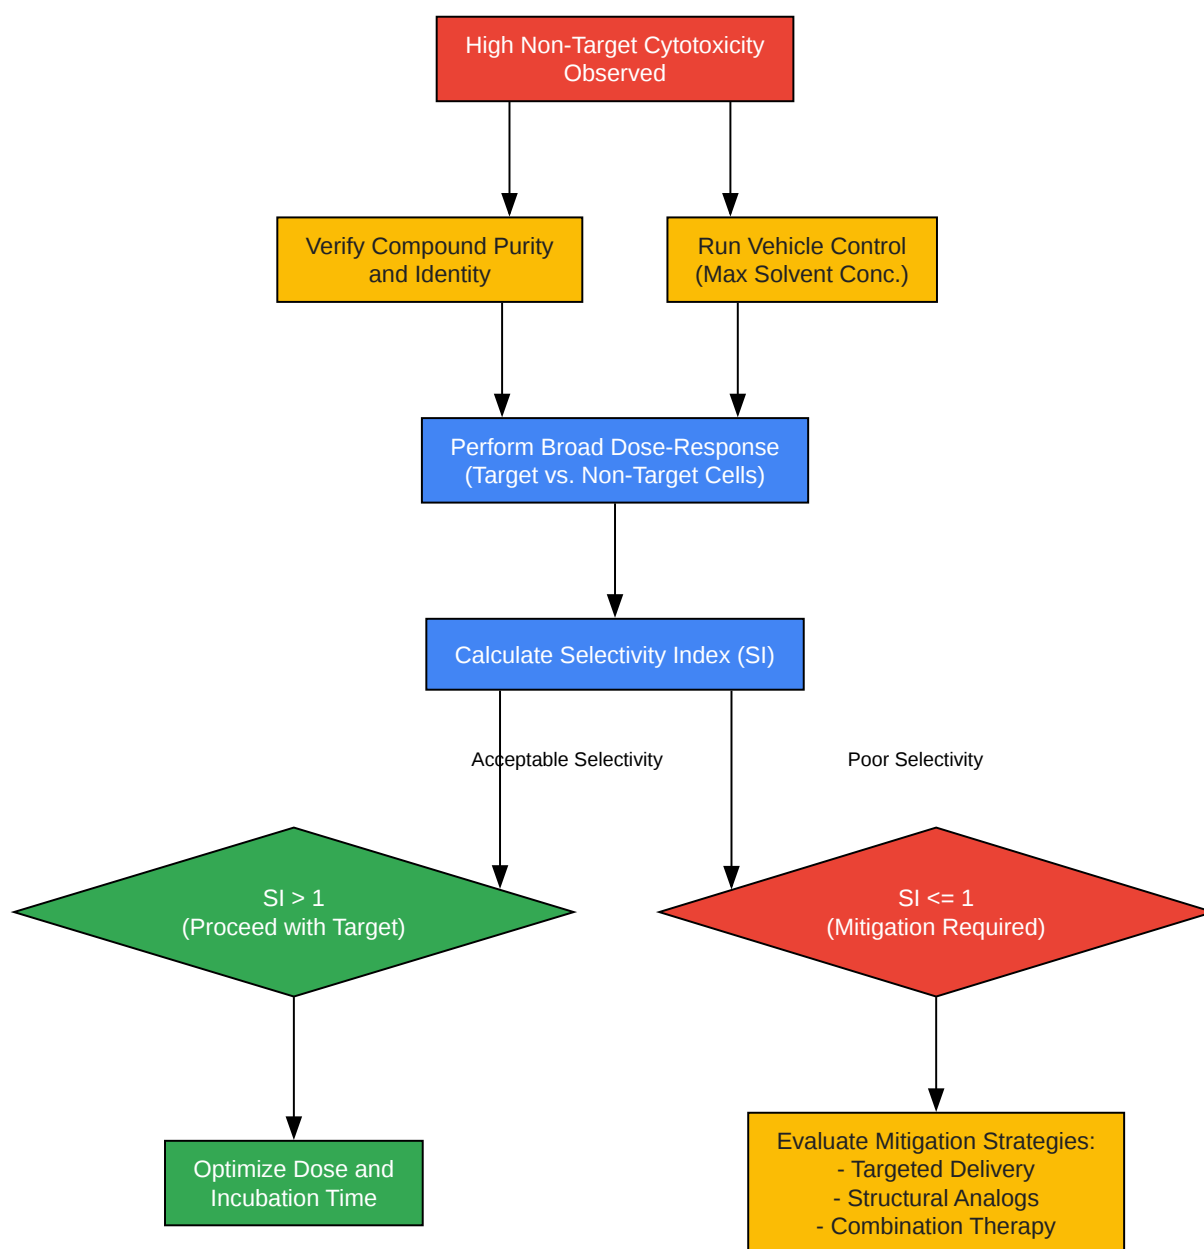 High Non-Target Cytotoxicity
Observed
Verify Compound Purity
and Identity
Run Vehicle Control
(Max Solvent Conc.)
Perform Broad Dose-Response
(Target vs. Non-Target Cells)
Calculate Selectivity Index (SI)
Acceptable Selectivity
Poor Selectivity
SI > 1
(Proceed with Target)
SI <= 1
(Mitigation Required)
Optimize Dose and
Incubation Time
Evaluate Mitigation Strategies:
- Targeted Delivery
- Structural Analogs
- Combination Therapy